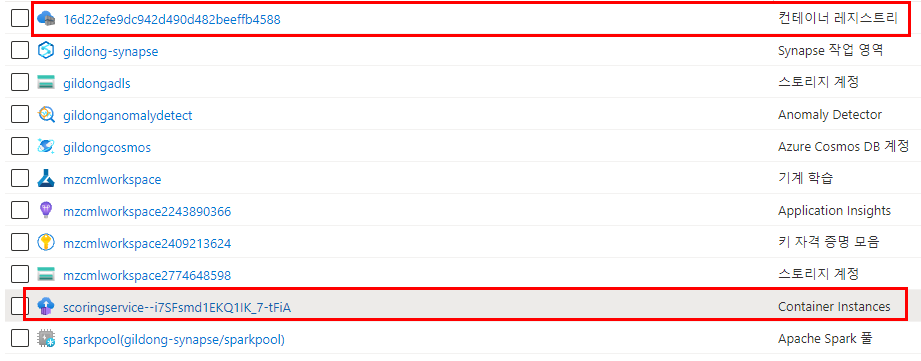 16d22efe9dc942d490d482beeffb4588 컨테이너 레지스트리
gildong-synapse Synapse 작업 영역
gildongadls 스토리지 계정
gildonganomalydetect Anomaly Detector
gildongcosmos Azure Cosmos DB 계정
mzcmlworkspace 기계 학습
mzcmlworkspace2243890366 Application Insights
mzcmlworkspace2409213624 키 자격 증명 모음
mzcmlworkspace2774648598 스토리지 계정
scoringservice--i7SFsmd1EKQ1IK_7-tFiA Container Instances
sparkpool(gildong-synapse/sparkpool) Apache Spark 풀